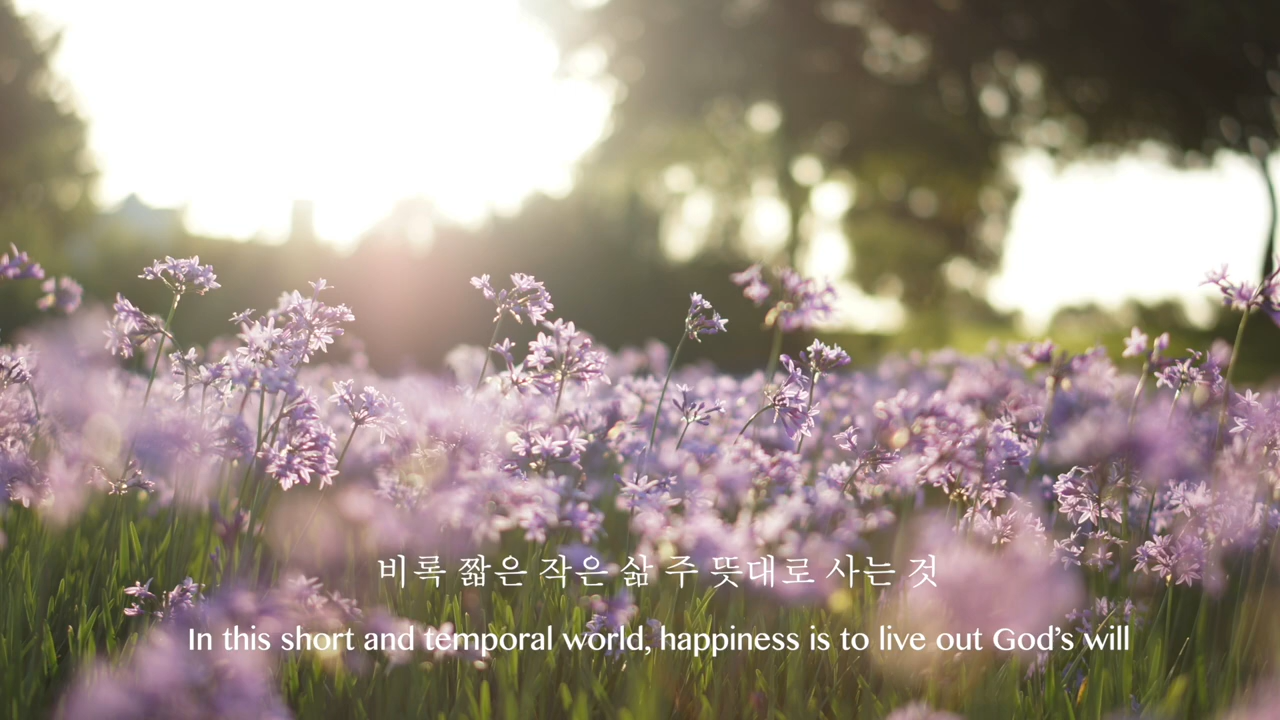 비록 짧은 작은 삶 주 뜻대로 사는 것
In this short and temporal world, happiness is to live out God’s will